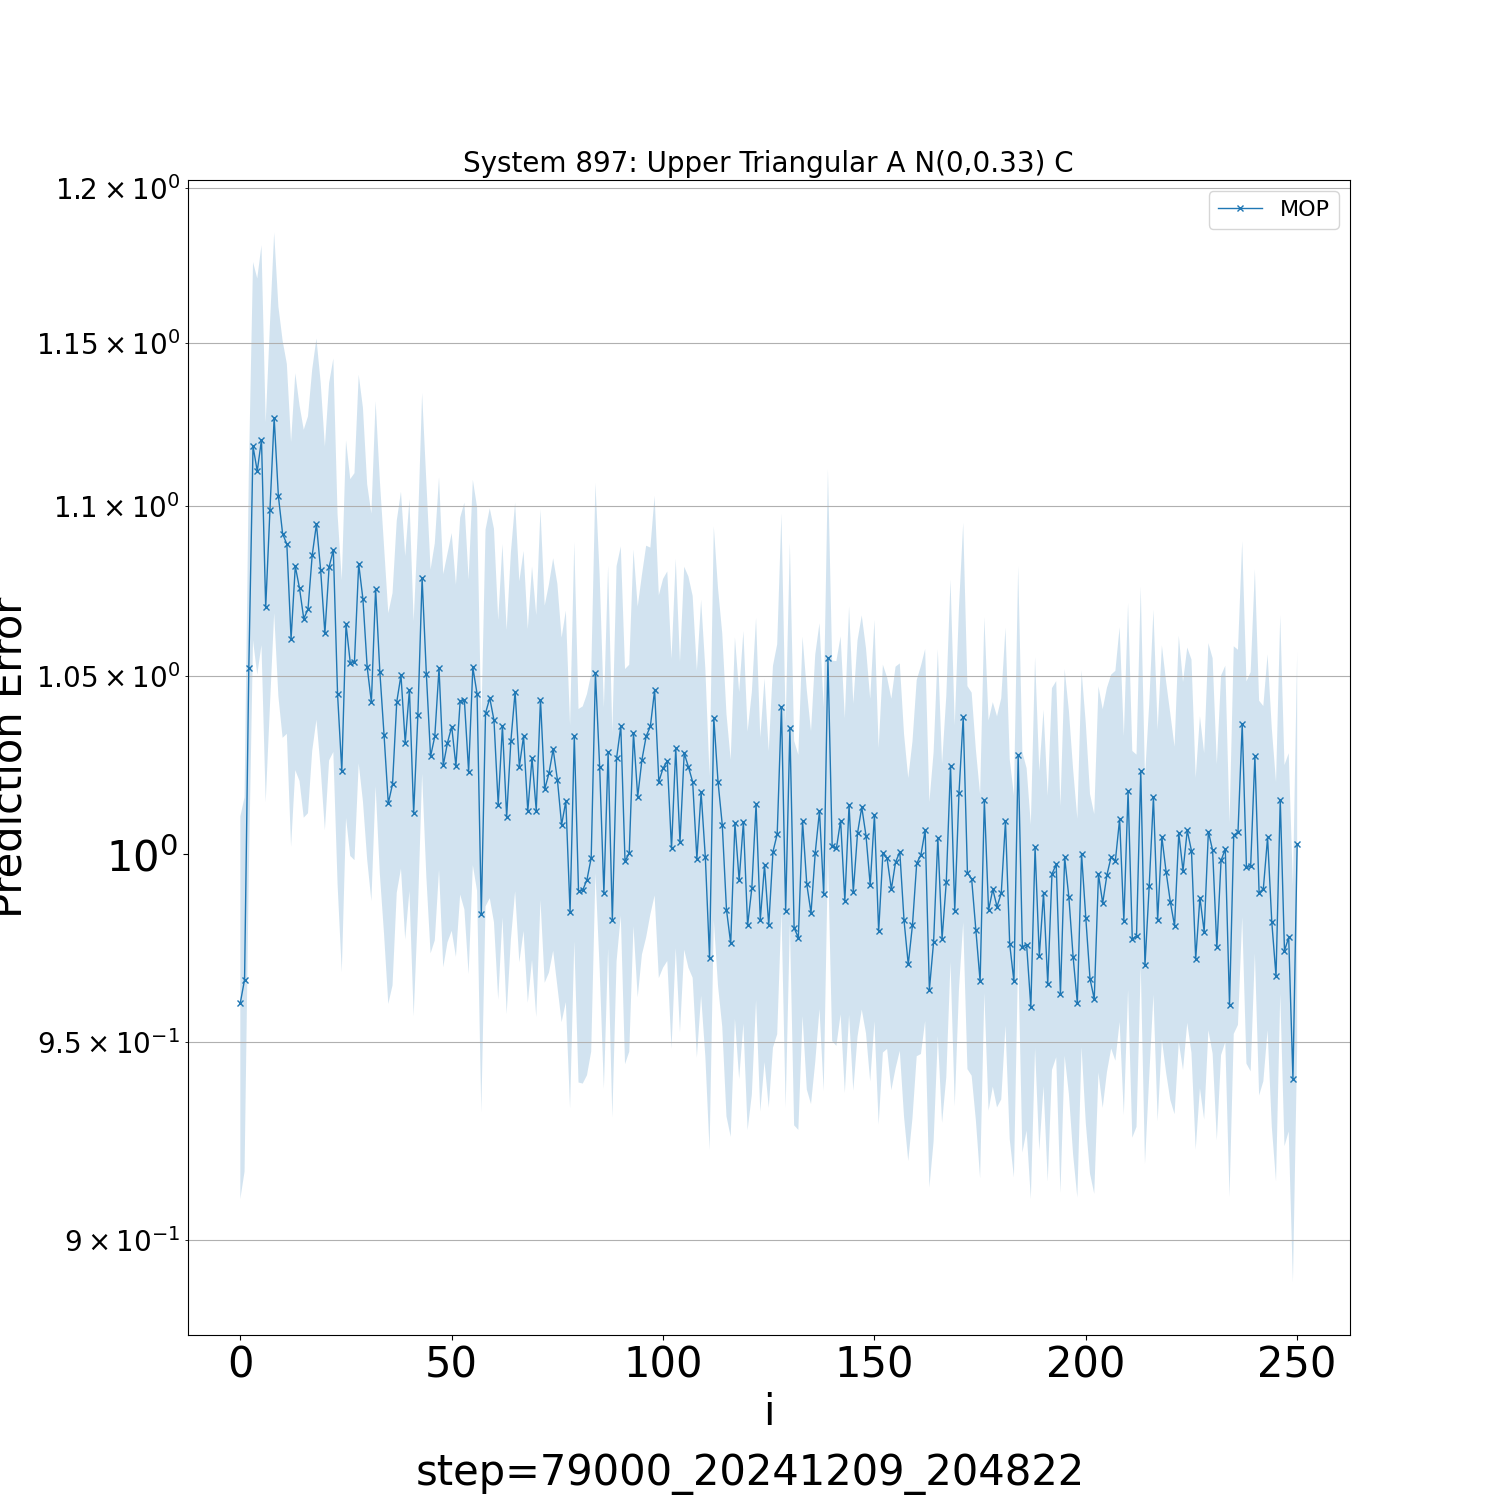 System 897: Upper Triangular A N(0,0.33) C
MOP
1.2 × 10⁰
1.15 × 10⁰
1.1 × 10⁰
1.05 × 10⁰
10⁰
9.5 × 10⁻¹
9 × 10⁻¹
Prediction Error
0 50 100 150 200 250
i
step=79000_20241209_204822